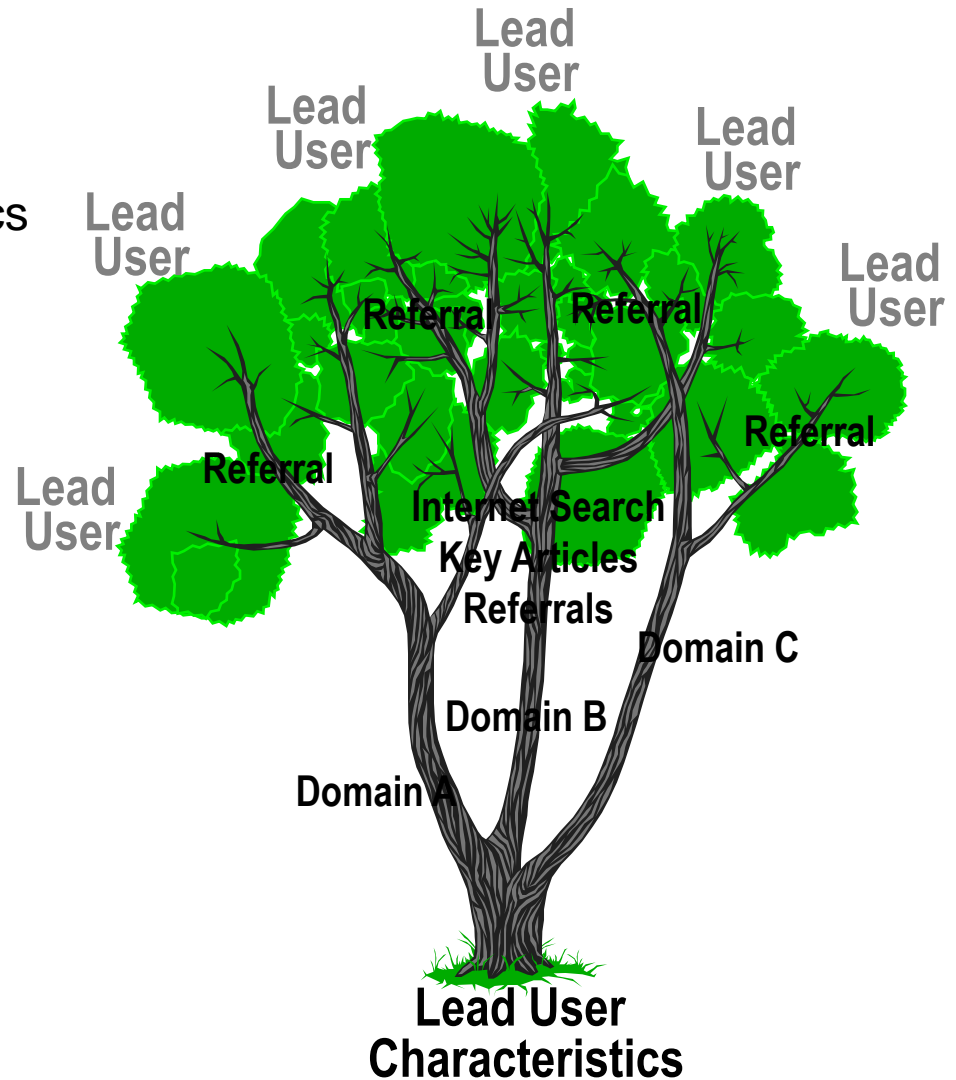 Lead
User
Lead
User
Lead
User
Lead
User
cs
Lead
User
Referral
Referral
Referral
Referral
Lead
User
Internet Search
Key Articles
Referrals
Domain C
Domain B
Domain A
Lead User
Characteristics